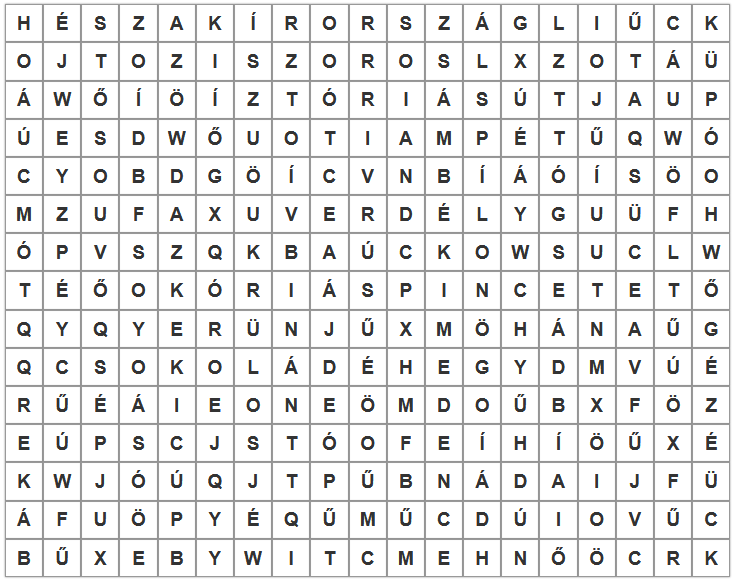 H É S Z A K Í R O R S Z Á G L I Ű C K
O J T O Z I S Z O R O S L X Z O T Á Ü
Á W Ő Í Ö Í Z T Ó R I Á S Ú T J A U P
Ú E S D W Ő U O T I A M P É T Ű Q W Ó
C Y O B D G Ö Í C V N B Í Á Ó Í S Ö O
M Z U F A X U V E R D É L Y G U Ü F H
Ó P V S Z Q K B A Ú C K O W S U C L W
T É Ő O K Ó R I Á S P I N C E T E T Ő
Q Y Q Y E R Ü N J Ű X M Ö H Á N A Ű G
Q C S O K O L Á D É H E G Y D M V Ú É
R Ű É Á I E O N E Ö M D O Ű B X F Ö Z
E Ú P S C J S T Ó O F E Í H Í Ö Ű X É
K W J Ó Ú Q J T P Ű B N Á D A I J F Ü
Á F U Ö P Y É Q Ű M Ű C D Ú I O V Ű C
B Ű X E B Y W I T C M E H N Ő Ö C R K